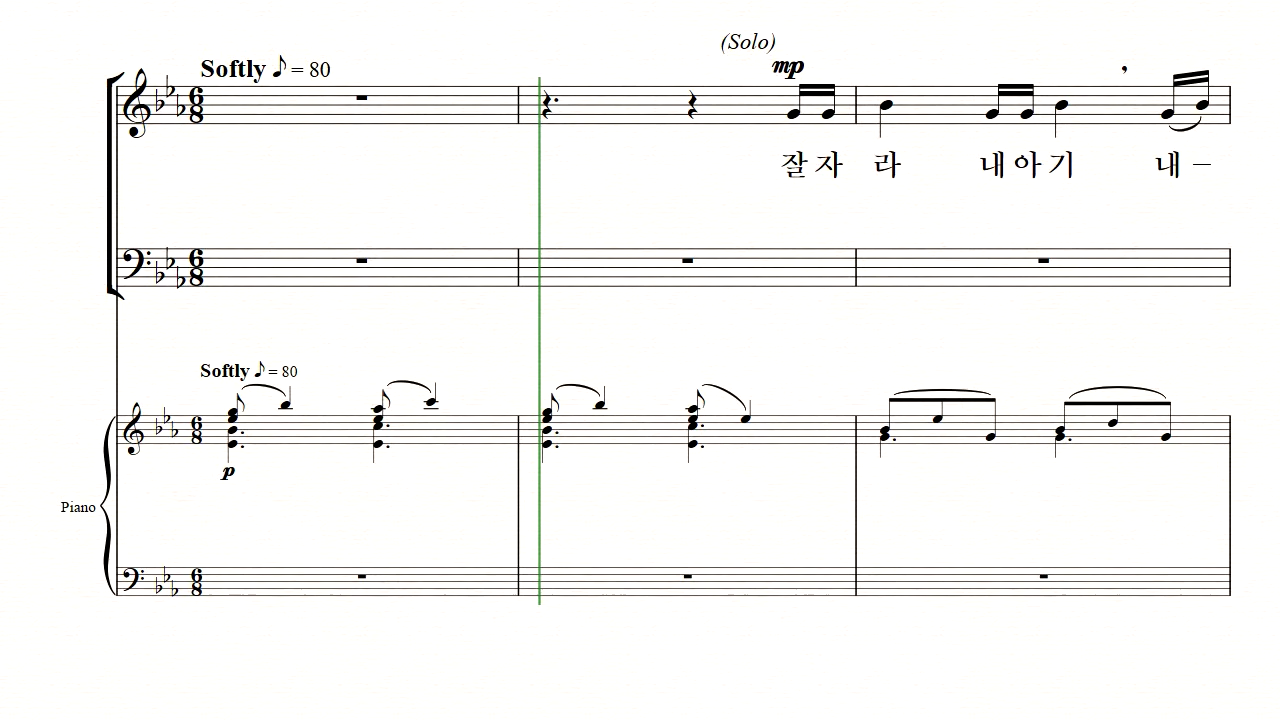 (Solo)
Softly ♪= 80
mp
잘 자 라 내 아 기 내 –
Softly ♪= 80
p
Piano